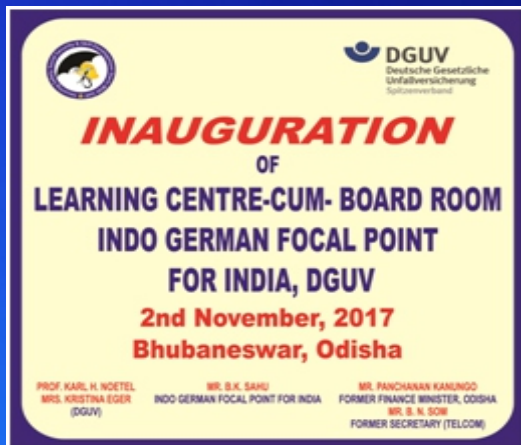 DGUV
Deutsche Gesetzliche
Unfallversicherung
Spitzenverband
INAUGURATION
OF
LEARNING CENTRE-CUM- BOARD ROOM
INDO GERMAN FOCAL POINT
FOR INDIA, DGUV
2nd November, 2017
Bhubaneswar, Odisha
PROF. KARL H. NOETEL
MRS. KRISTINA EGER
(DGUV)
MR. B.K. SAHU
INDO GERMAN FOCAL POINT FOR INDIA
MR. PANCHANAN KANUNGO
FORMER FINANCE MINISTER, ODISHA
MR. B. N. SOM
FORMER SECRETARY (TELCOM)